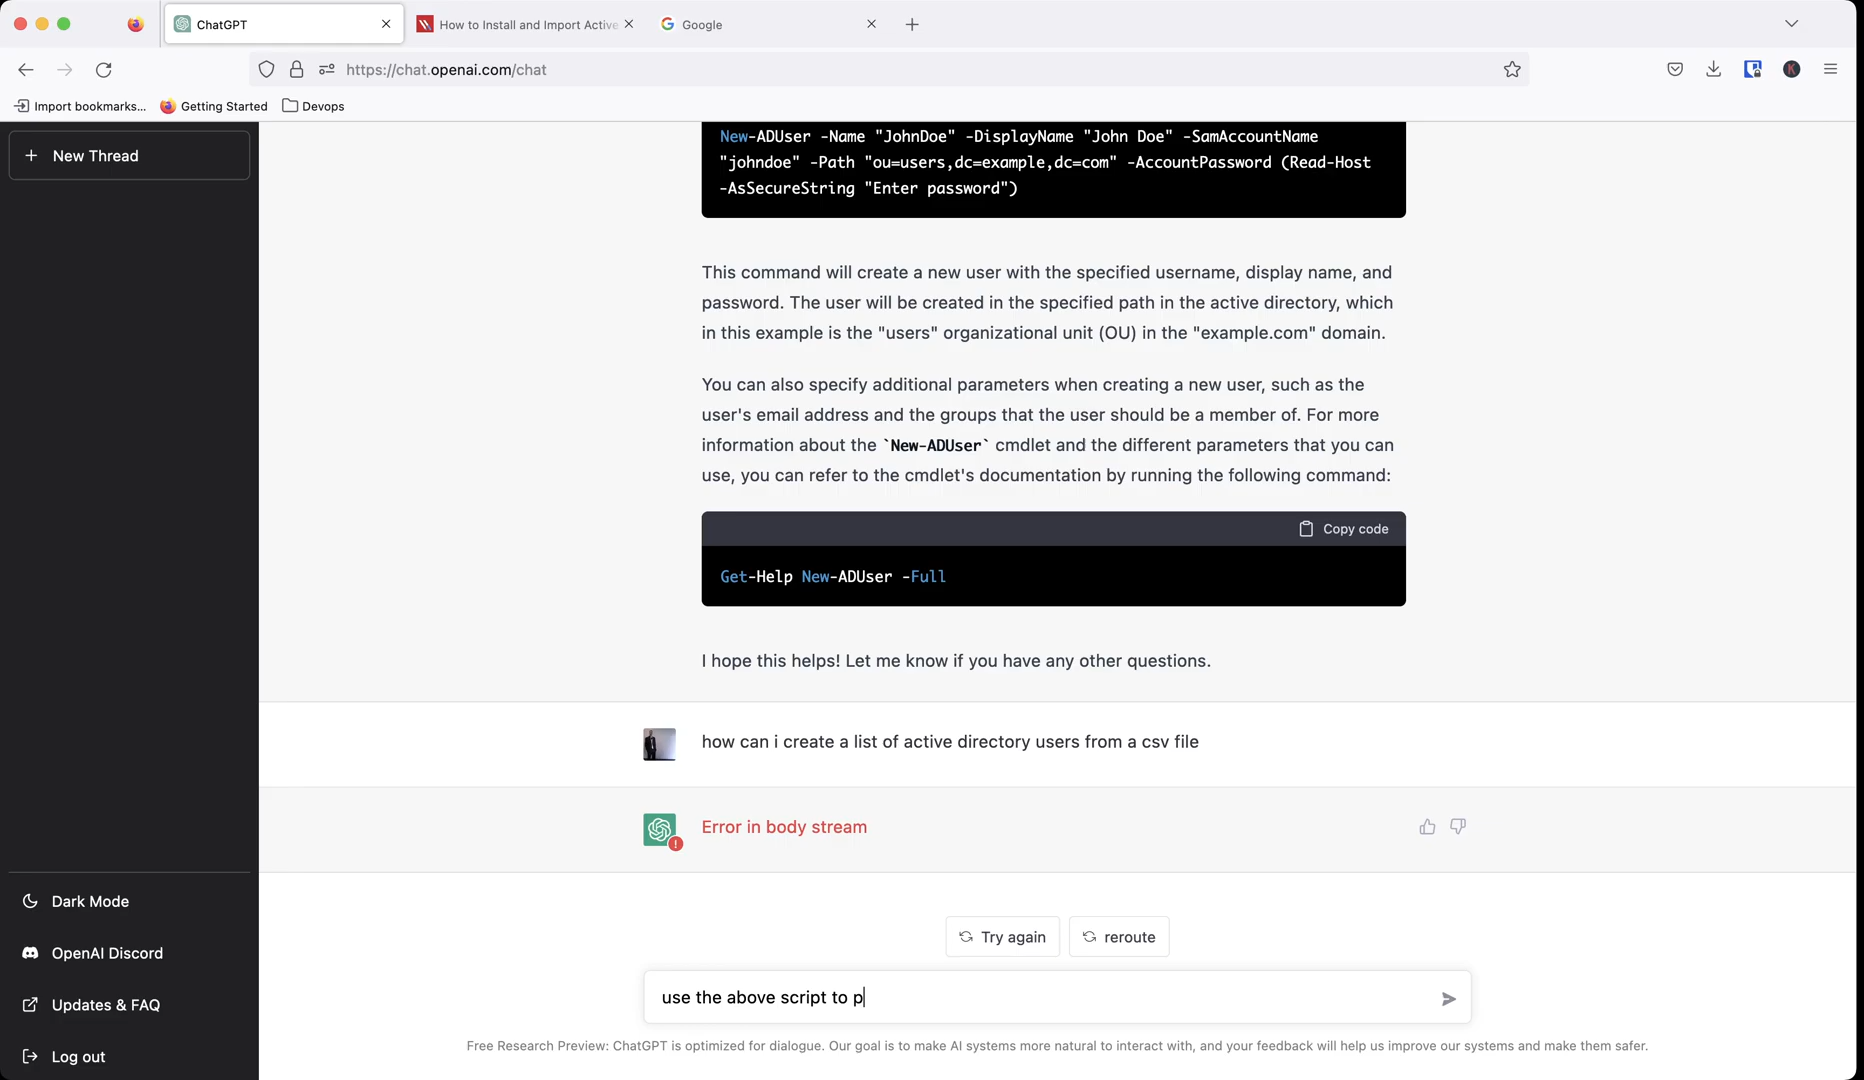 ChatGPT
How to Install and Import Active
Google
https://chat.openai.com/chat
K
Import bookmarks...
Getting Started
Devops
New Thread
New-ADUser -Name "JohnDoe" -DisplayName "John Doe" -SamAccountName
"johndoe" -Path "ou=users,dc=example,dc=com" -AccountPassword (Read-Host
-AsSecureString "Enter password")
This command will create a new user with the specified username, display name, and
password. The user will be created in the specified path in the active directory, which
in this example is the "users" organizational unit (OU) in the "example.com" domain.
You can also specify additional parameters when creating a new user, such as the
user's email address and the groups that the user should be a member of. For more
information about the `New-ADUser` cmdlet and the different parameters that you can
use, you can refer to the cmdlet's documentation by running the following command:
Copy code
Get-Help New-ADUser -Full
I hope this helps! Let me know if you have any other questions.
how can i create a list of active directory users from a csv file
Error in body stream
Dark Mode
OpenAI Discord
Updates & FAQ
Log out
Try again
reroute
use the above script to p
Free Research Preview: ChatGPT is optimized for dialogue. Our goal is to make AI systems more natural to interact with, and your feedback will help us improve our systems and make them safer.